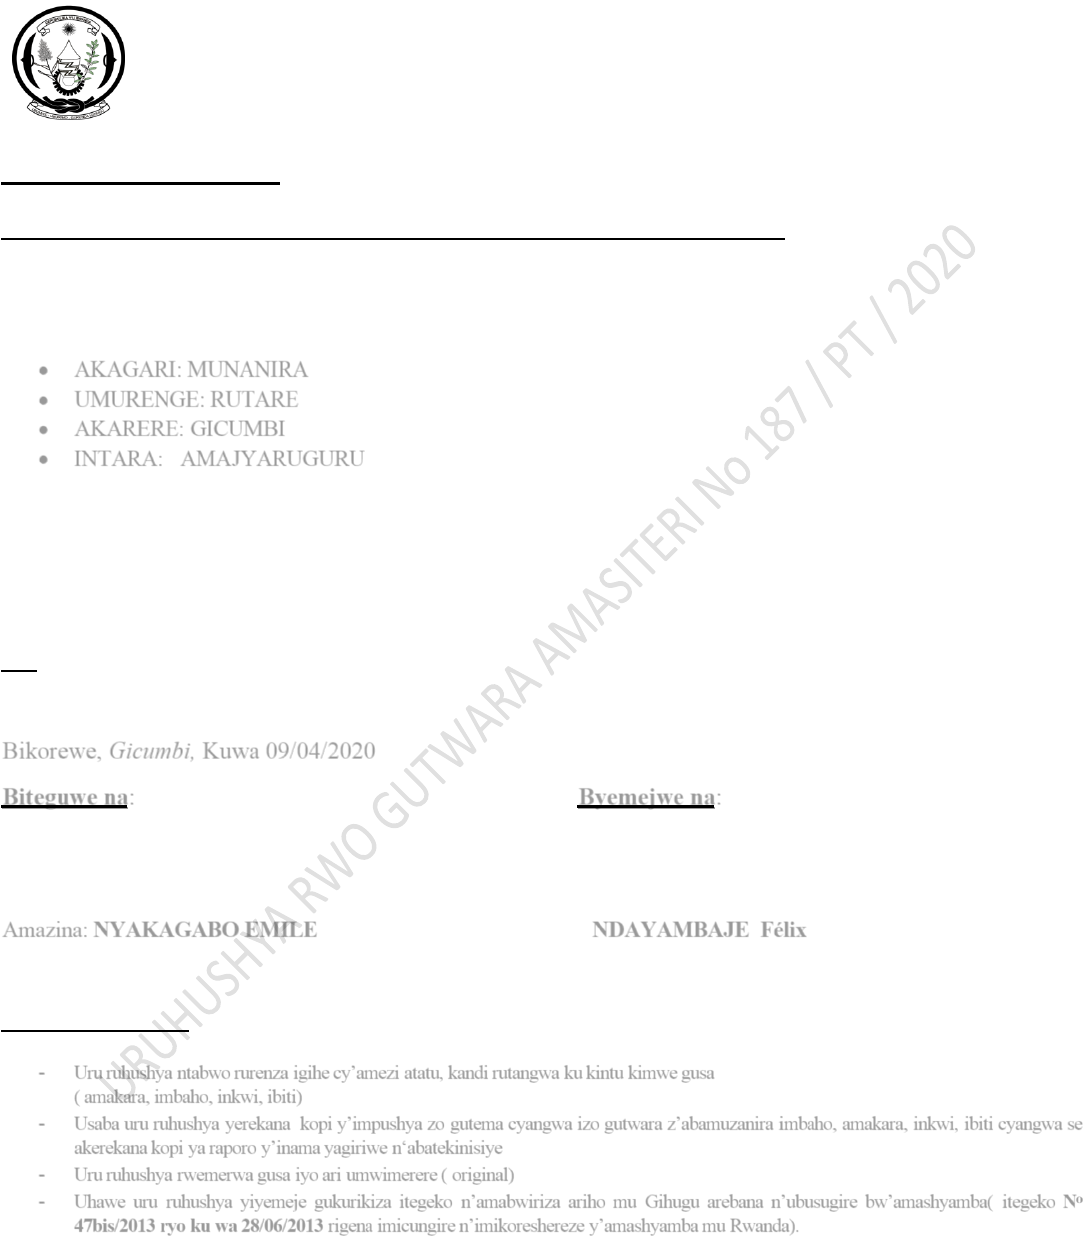 REPUBULIKA Y'U RWANDA
AKAGARI: MUNANIRA
UMURENGE: RUTARE
AKARERE: GICUMBI
INTARA: AMAJYARUGURU
URUHUSHYA RWO GUTWARA AMASITERI No 187 / PT / 2020
Bikorewe, Gicumbi, Kuwa 09/04/2020
Biteguwe na: Byemejwe na:
Amazina: NYAKAGABO EMILE NDAYAMBAJE Félix
- Uru ruhushya ntabwo rurenza igihe cy’amezi atatu, kandi rutangwa ku kintu kimwe gusa
( amakara, imbaho, inkwi, ibiti)
- Usaba uru ruhushya yerekana kopi y’impushya zo gutema cyangwa izo gutwara z’abamuzanira imbaho, amakara, inkwi, ibiti cyangwa se
akerekana kopi ya raporo y’inama yagiriwe n‘abatekinisiye
- Uru ruhushya rwemerwa gusa iyo ari umwimerere ( original)
- Uhawe uru ruhushya yiyemeje gukurikiza itegeko n’amabwiriza ariho mu Gihugu arebana n’ubusugire bw’amashyamba( itegeko Nº
47bis/2013 ryo ku wa 28/06/2013 rigena imicungire n’imikoreshereze y’amashyamba mu Rwanda).